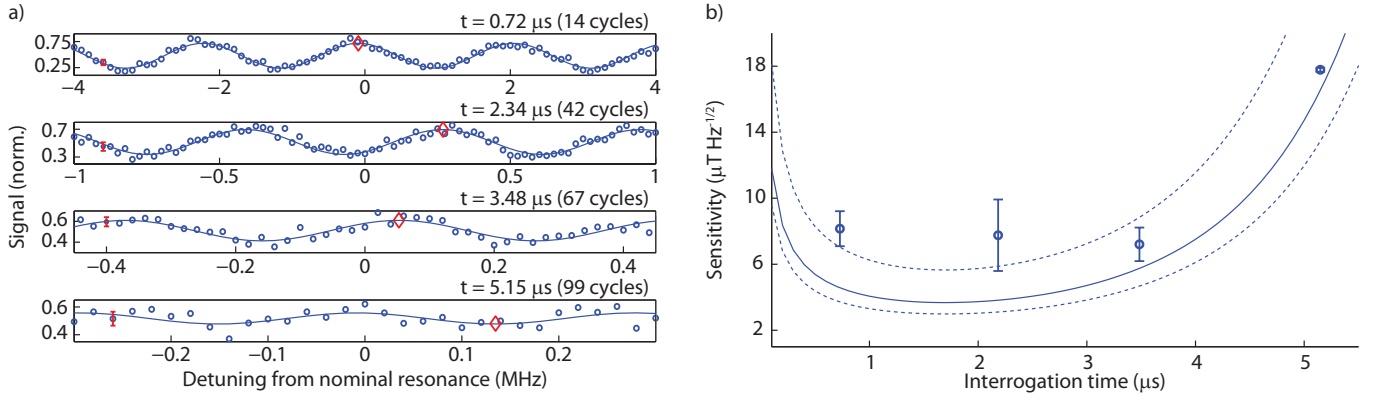 a)
t = 0.72 μs (14 cycles)
0.75
0.25
−4 −2 0 2 4
t = 2.34 μs (42 cycles)
0.7
0.3
−1 −0.5 0 0.5 1
t = 3.48 μs (67 cycles)
0.6
0.4
−0.4 −0.2 0 0.2 0.4
t = 5.15 μs (99 cycles)
0.6
0.4
−0.2 −0.1 0 0.1 0.2
Signal (norm.)
Detuning from nominal resonance (MHz)
b)
18
14
10
6
2
1 2 3 4 5
Sensitivity (μT Hz−1/2)
Interrogation time (μs)